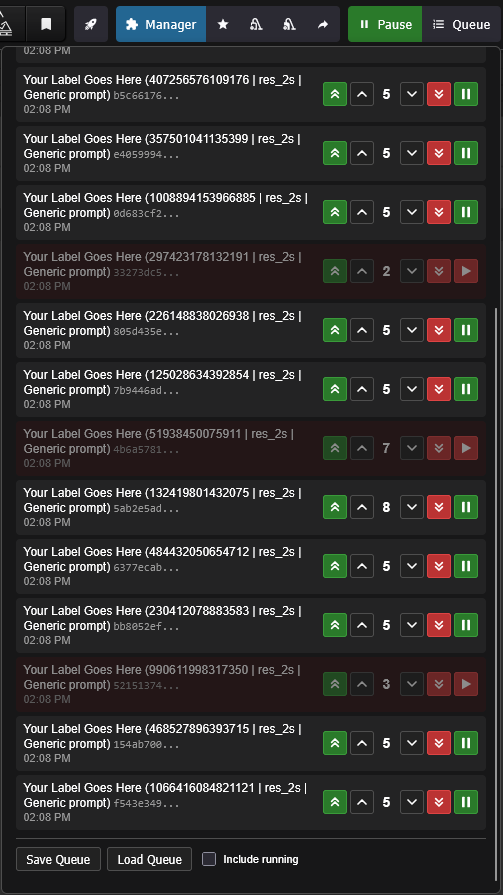 Manager
Pause
Queue
02:08 PM
Your Label Goes Here (407256576109176 | res_2s |
Generic prompt) b5c66176...
5
02:08 PM
Your Label Goes Here (357501041135399 | res_2s |
Generic prompt) e4059994...
5
02:08 PM
Your Label Goes Here (1008894153966885 | res_2s |
Generic prompt) 0d683cf2...
5
02:08 PM
Your Label Goes Here (297423178132191 | res_2s |
Generic prompt) 33273dc5...
2
02:08 PM
Your Label Goes Here (226148838026938 | res_2s |
Generic prompt) 805d435e...
5
02:08 PM
Your Label Goes Here (125028634392854 | res_2s |
Generic prompt) 7b9446ad...
5
02:08 PM
Your Label Goes Here (51938450075911 | res_2s |
Generic prompt) 4b6a5781...
7
02:08 PM
Your Label Goes Here (132419801432075 | res_2s |
Generic prompt) 5ab2e5ad...
8
02:08 PM
Your Label Goes Here (484432050654712 | res_2s |
Generic prompt) 6377ecab...
5
02:08 PM
Your Label Goes Here (230412078883583 | res_2s |
Generic prompt) bb8052ef...
5
02:08 PM
Your Label Goes Here (990611998317350 | res_2s |
Generic prompt) 52151374...
3
02:08 PM
Your Label Goes Here (468527896393715 | res_2s |
Generic prompt) 154ab700...
5
02:08 PM
Your Label Goes Here (1066416084821121 | res_2s |
Generic prompt) f543e349...
5
02:08 PM
Save Queue
Load Queue
Include running